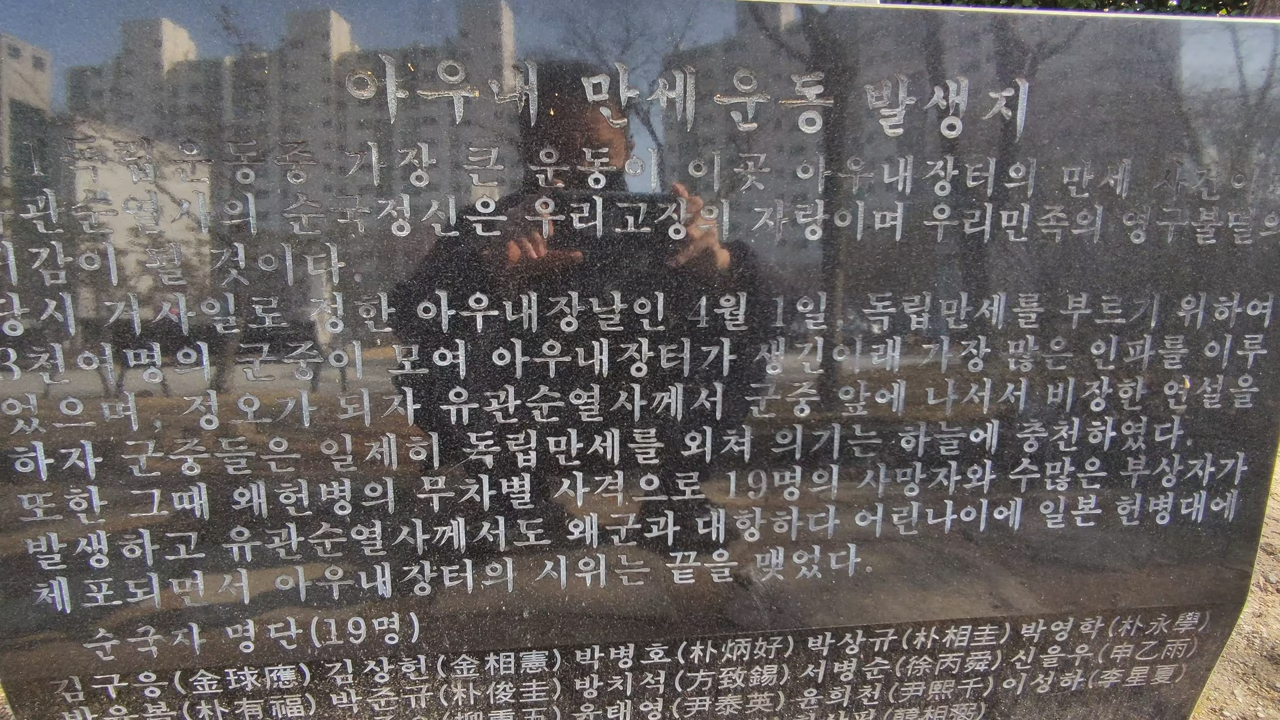 아우내 만세운동 발생지
1 독립운동중 가장 큰 운동이 이곳 아우내장터의 만세 사건이
관순열사의 순국정신은 우리고장의 자랑이며 우리민족의 영구불멸의
감이 될 것이다.
당시 거사일로 정한 아우내장날인 4월 1일 독립만세를 부르기 위하여
3천여명의 군중이 모여 아우내장터가 생긴이래 가장 많은 인파를 이루
었으며, 정오가 되자 유관순열사께서 군중 앞에 나서서 비장한 언설을
하자 군중들은 일제히 독립만세를 외쳐 의기는 하늘에 충천하였다.
또한 그때 왜헌병의 무차별 사격으로 19명의 사망자와 수많은 부상자가
발생하고 유관순열사께서도 왜군과 대항하다 어린나이에 일본 헌병대에
체포되면서 아우내장터의 시위는 끝을 맺었다.
순국자 명단(19명)
김구응(金球應) 김상헌(金相憲) 박병호(朴炳好) 박상규(朴相圭) 박영학(朴永學)
박유복(朴有福) 박준규(朴俊圭) 방치석(方致錫) 서병순(徐丙舜) 신을우(申乙雨)
윤태영(尹泰英) 윤희천(尹熙千) 이성하(李星夏)